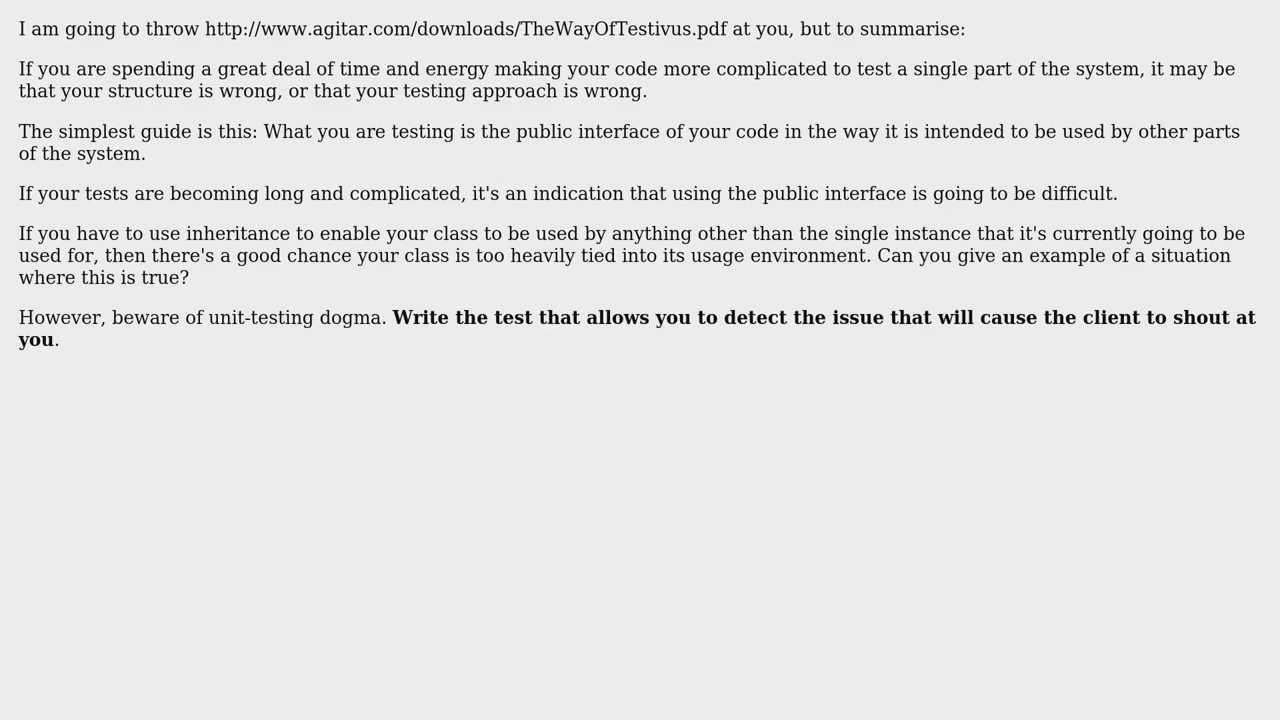 I am going to throw http://www.agitar.com/downloads/TheWayOfTestivus.pdf at you, but to summarise:
If you are spending a great deal of time and energy making your code more complicated to test a single part of the system, it may be
that your structure is wrong, or that your testing approach is wrong.
The simplest guide is this: What you are testing is the public interface of your code in the way it is intended to be used by other parts
of the system.
If your tests are becoming long and complicated, it's an indication that using the public interface is going to be difficult.
If you have to use inheritance to enable your class to be used by anything other than the single instance that it's currently going to be
used for, then there's a good chance your class is too heavily tied into its usage environment. Can you give an example of a situation
where this is true?
However, beware of unit-testing dogma. Write the test that allows you to detect the issue that will cause the client to shout at
you.